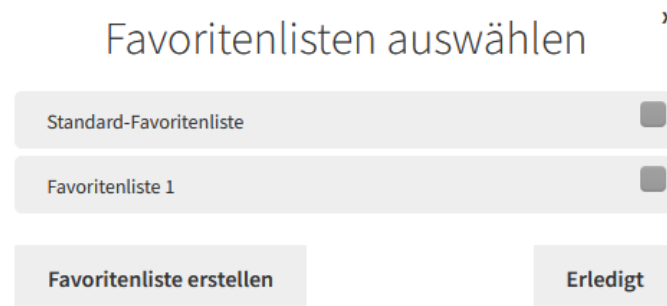 Favoritenlisten auswählen
Standard-Favoritenliste
Favoritenliste 1
Favoritenliste erstellen
Erledigt